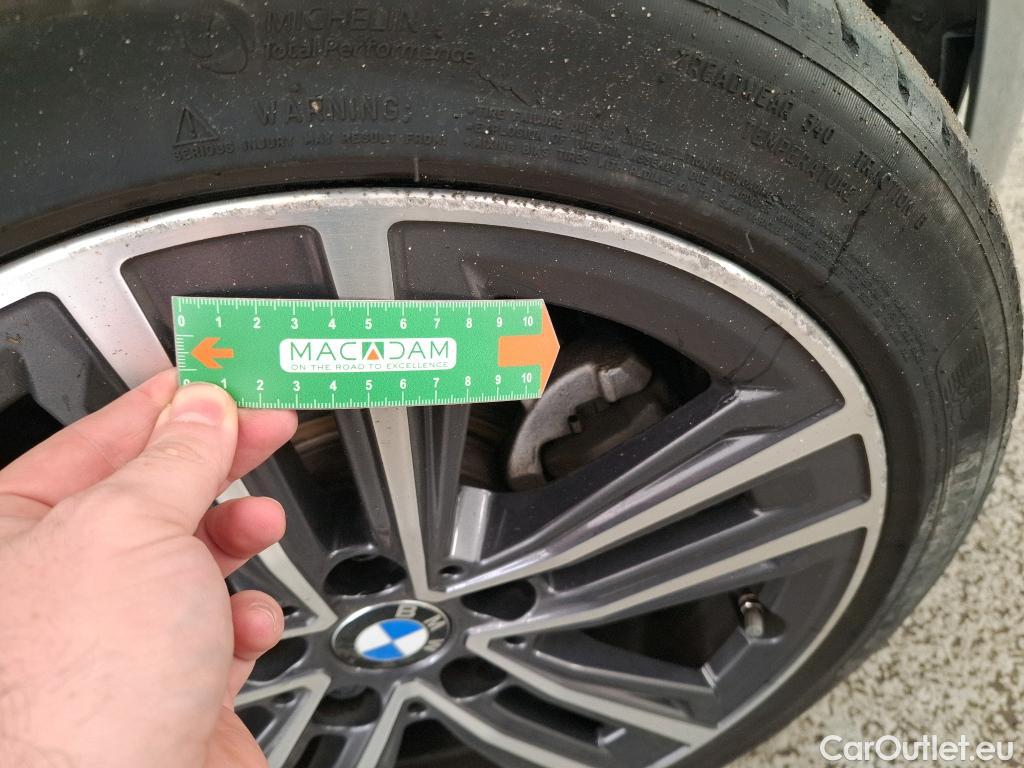 MICHELIN
Total Performance
WARNING:
SERIOUS INJURY MAY RESULT FROM:
TREADWEAR 540 TRACTION B
TEMPERATURE
0 1 2 3 4 5 6 7 8 9 10
MACADAM
ON THE ROAD TO EXCELLENCE
0 1 2 3 4 5 6 7 8 9 10
BMW
CarOutlet.eu